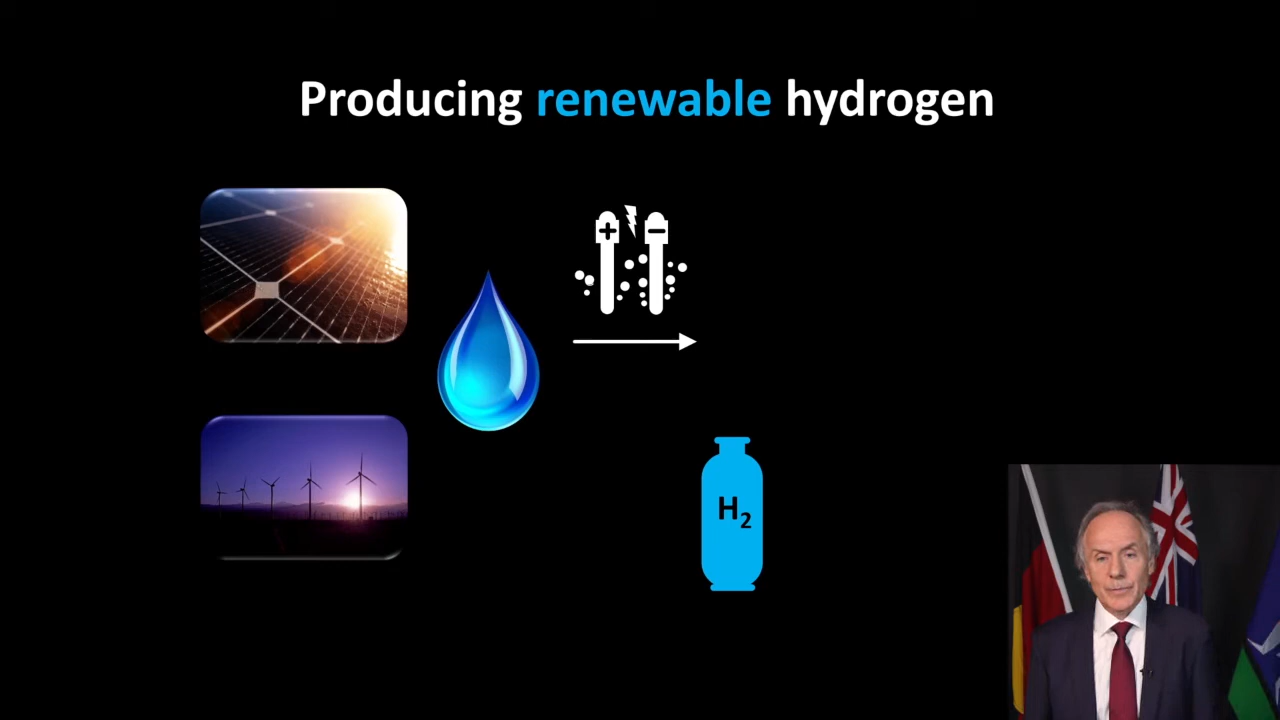 Producing renewable hydrogen
+ −
H₂